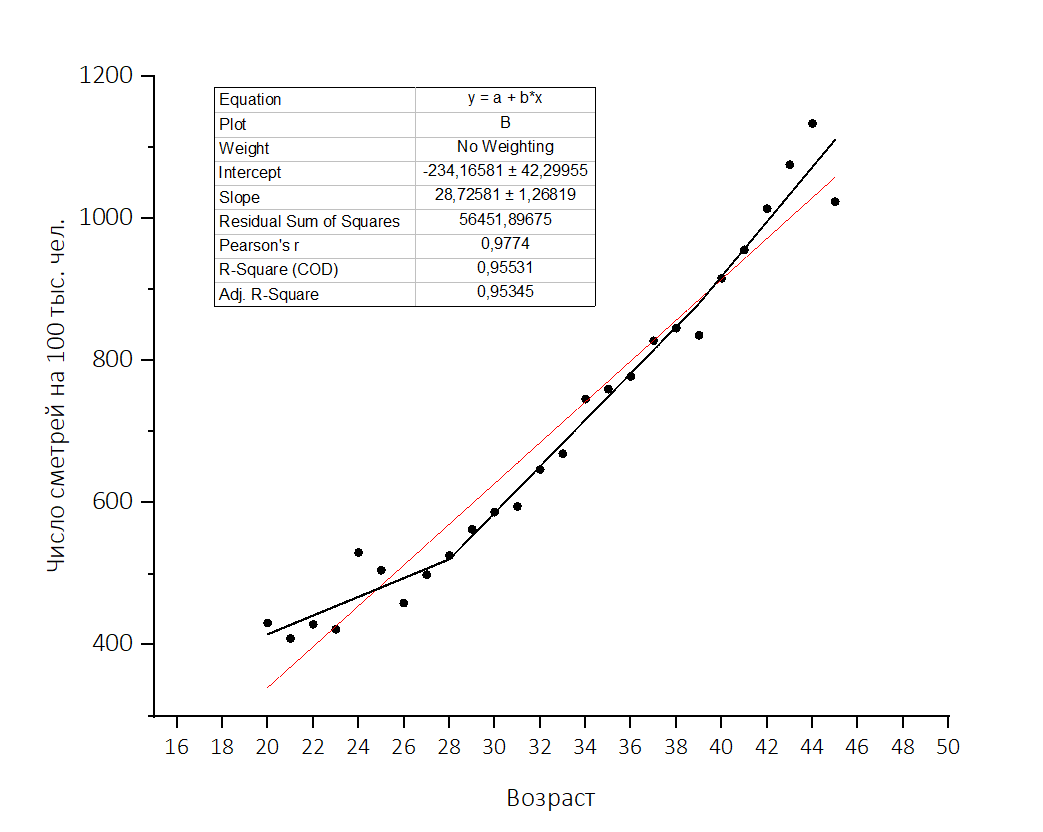 1200
1000
800
600
400
Число сметрей на 100 тыс. чел.
Equation y = a + b*x
Plot B
Weight No Weighting
Intercept -234,16581 ± 42,29955
Slope 28,72581 ± 1,26819
Residual Sum of Squares 56451,89675
Pearson's r 0,9774
R-Square (COD) 0,95531
Adj. R-Square 0,95345
16 18 20 22 24 26 28 30 32 34 36 38 40 42 44 46 48 50
Возраст